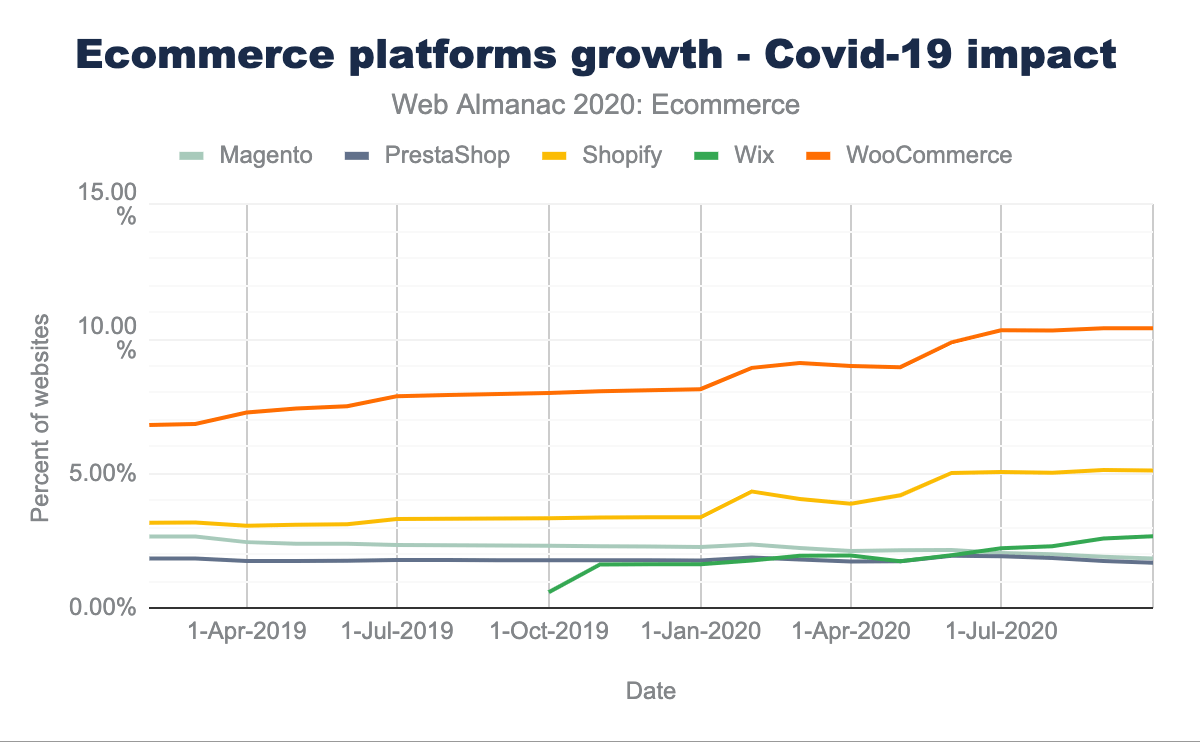 Ecommerce platforms growth - Covid-19 impact
Web Almanac 2020: Ecommerce
Magento PrestaShop Shopify Wix WooCommerce
15.00
%
10.00
%
5.00%
0.00%
Percent of websites
1-Apr-2019 1-Jul-2019 1-Oct-2019 1-Jan-2020 1-Apr-2020 1-Jul-2020
Date